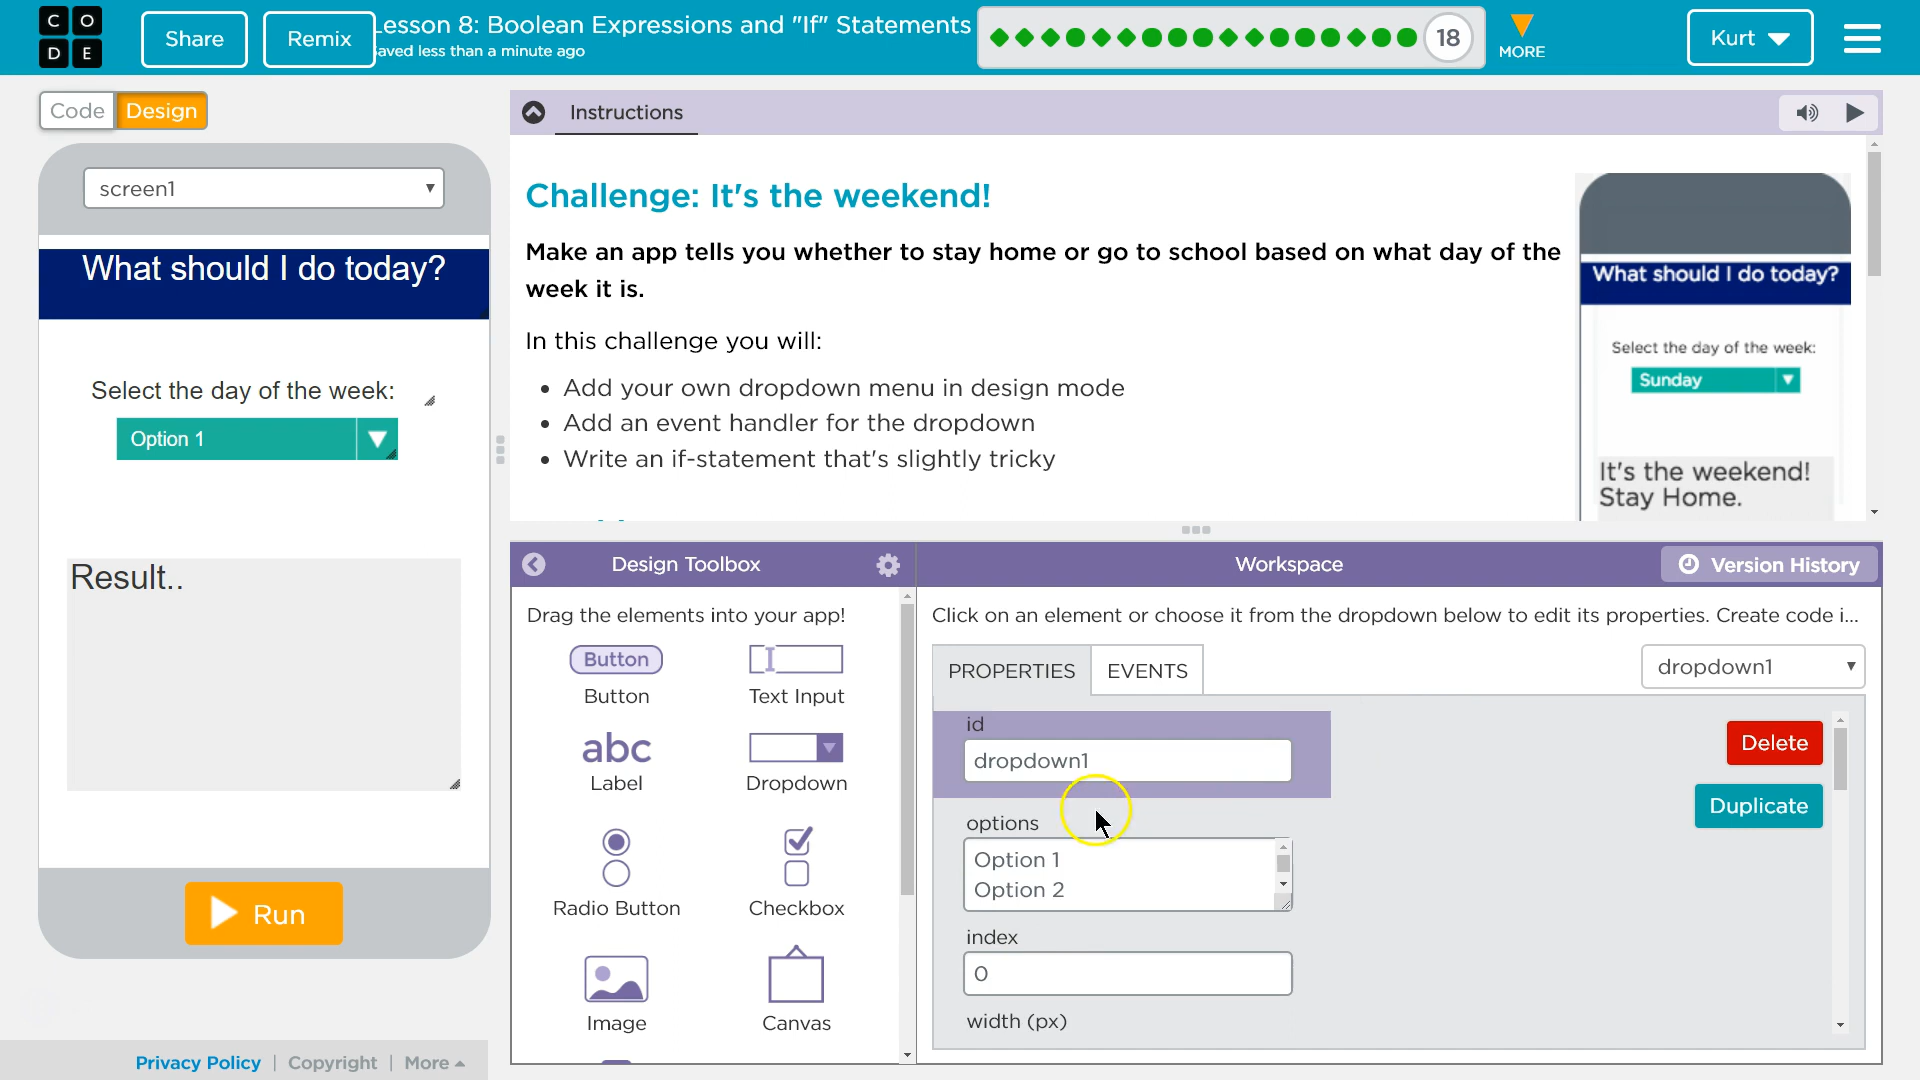 CO
DE
Share
Remix
Lesson 8: Boolean Expressions and "If" Statements
aved less than a minute ago
18
MORE
Kurt
Code
Design
screen1
What should I do today?
Select the day of the week:
Option 1
Result..
Run
Privacy Policy | Copyright | More
Instructions
Challenge: It's the weekend!
Make an app tells you whether to stay home or go to school based on what day of the
week it is.
In this challenge you will:
Add your own dropdown menu in design mode
Add an event handler for the dropdown
Write an if-statement that's slightly tricky
What should I do today?
Select the day of the week:
Sunday
It's the weekend!
Stay Home.
Design Toolbox
Workspace
Version History
Drag the elements into your app!
Button
Button
Text Input
abc
Label
Dropdown
Radio Button
Checkbox
Image
Canvas
Click on an element or choose it from the dropdown below to edit its properties. Create code i...
PROPERTIES
EVENTS
dropdown1
id
dropdown1
Delete
Duplicate
options
Option 1
Option 2
index
0
width (px)